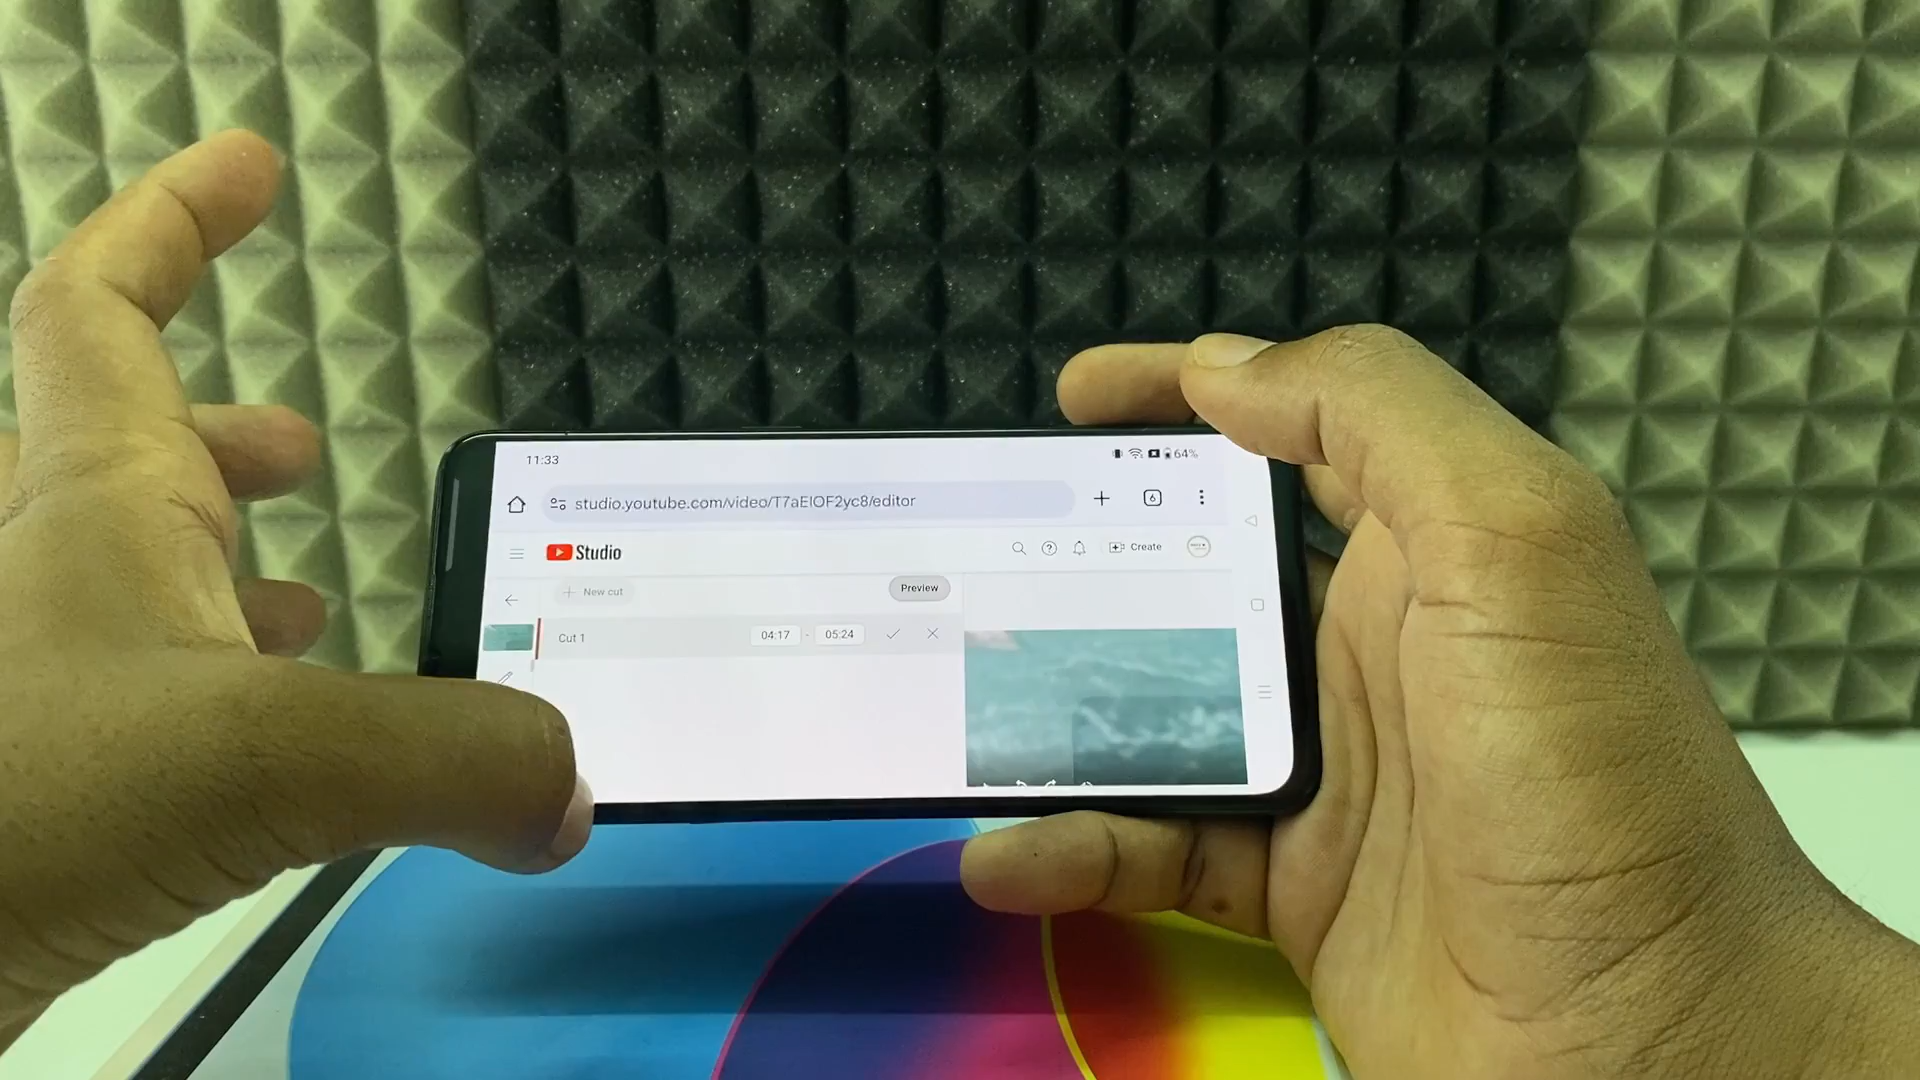 11:33 64%
studio.youtube.com/video/T7aEIOF2yc8/editor 6
Studio Create
New cut Preview
Cut 1 04:17 - 05:24